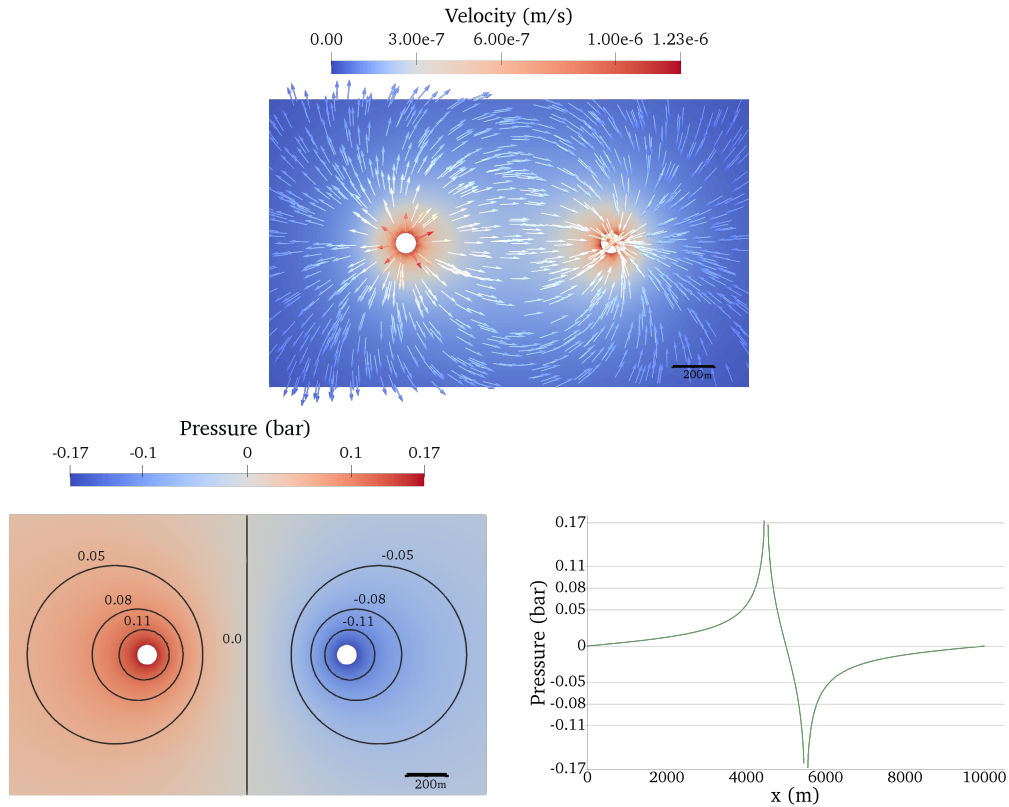 Velocity (m/s)
0.00 3.00e-7 6.00e-7 1.00e-6 1.23e-6
200m
Pressure (bar)
-0.17 -0.1 0 0.1 0.17
0.05
-0.05
0.08
-0.08
0.11
-0.11
0.0
200m
Pressure (bar)
0.17
0.11
0.08
0.05
0
-0.05
-0.08
-0.11
-0.17
0 2000 4000 6000 8000 10000
x (m)